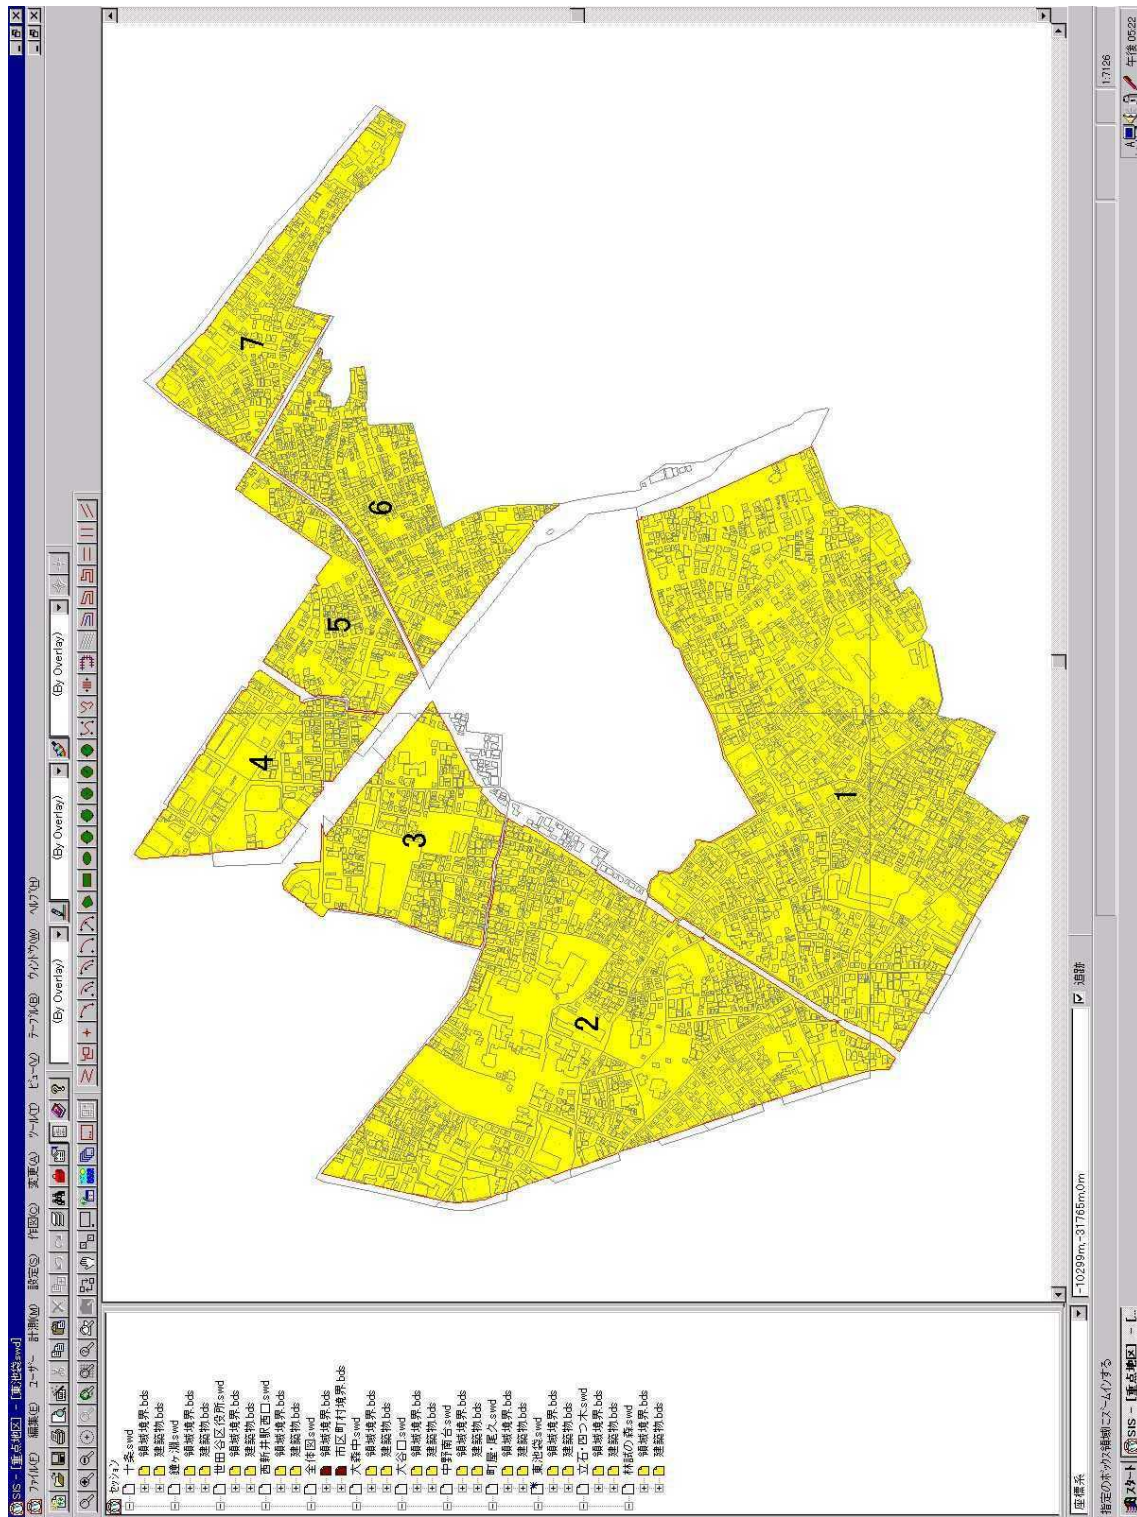 SIS - [重点地区] - [東池袋.swd]
ファイル(F) 編集(E) ユーザー 計測(M) 設定(S) 作図(C) 変更(A) ツール(T) ビュー(V) テーブル(B) ウィンドウ(W) ヘルプ(H)
(By Overlay) (By Overlay) (By Overlay)
セッション
十条.swd
領域境界.bds
建築物.bds
鐘ヶ淵.swd
領域境界.bds
建築物.bds
世田谷区役所.swd
領域境界.bds
建築物.bds
西新井駅西口.swd
領域境界.bds
建築物.bds
全体図.swd
領域境界.bds
市区町村境界.bds
大森中.swd
領域境界.bds
建築物.bds
大谷口.swd
領域境界.bds
建築物.bds
中野南台.swd
領域境界.bds
建築物.bds
町屋・尾久.swd
領域境界.bds
建築物.bds
東池袋.swd
領域境界.bds
建築物.bds
立石・四つ木.swd
領域境界.bds
建築物.bds
林試の森.swd
領域境界.bds
建築物.bds
7
6
5
4
3
2
1
座標系 -10299m,-31765m,0m 追跡
指定のボックス領域にズームインする 1:7126
スタート SIS - [重点地区] - [... 午後 05:22